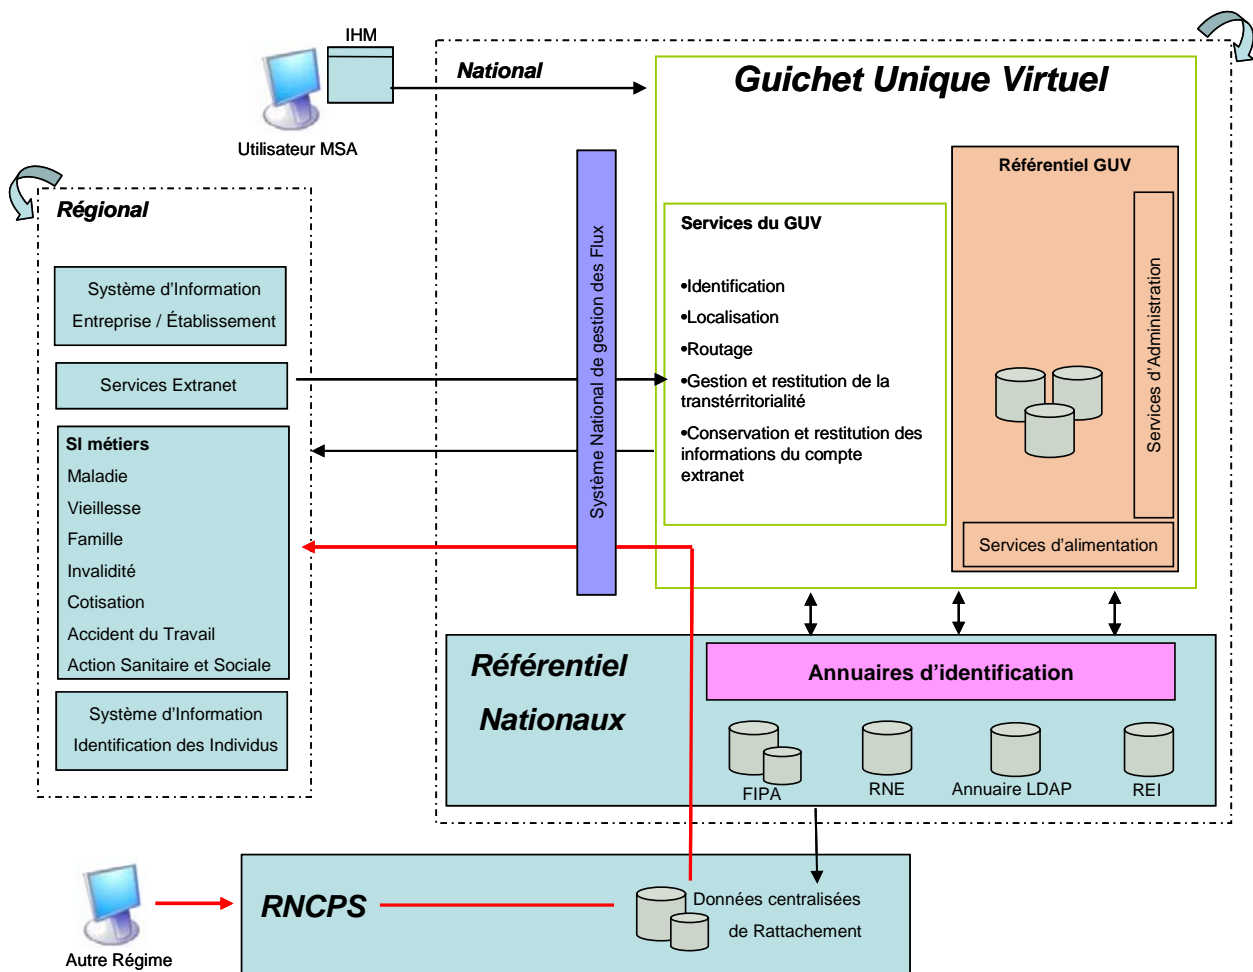 IHM
National
Guichet Unique Virtuel
Utilisateur MSA
Régional
Système d'Information
Entreprise / Établissement
Services Extranet
SI métiers
Maladie
Vieillesse
Famille
Invalidité
Cotisation
Accident du Travail
Action Sanitaire et Sociale
Système d'Information
Identification des Individus
Système National de gestion des Flux
Services du GUV
•Identification
•Localisation
•Routage
•Gestion et restitution de la
transtérritorialité
•Conservation et restitution des
informations du compte
extranet
Référentiel GUV
Services d'Administration
Services d'alimentation
Référentiel
Nationaux
Annuaires d'identification
FIPA
RNE
Annuaire LDAP
REI
RNCPS
Données centralisées
de Rattachement
Autre Régime